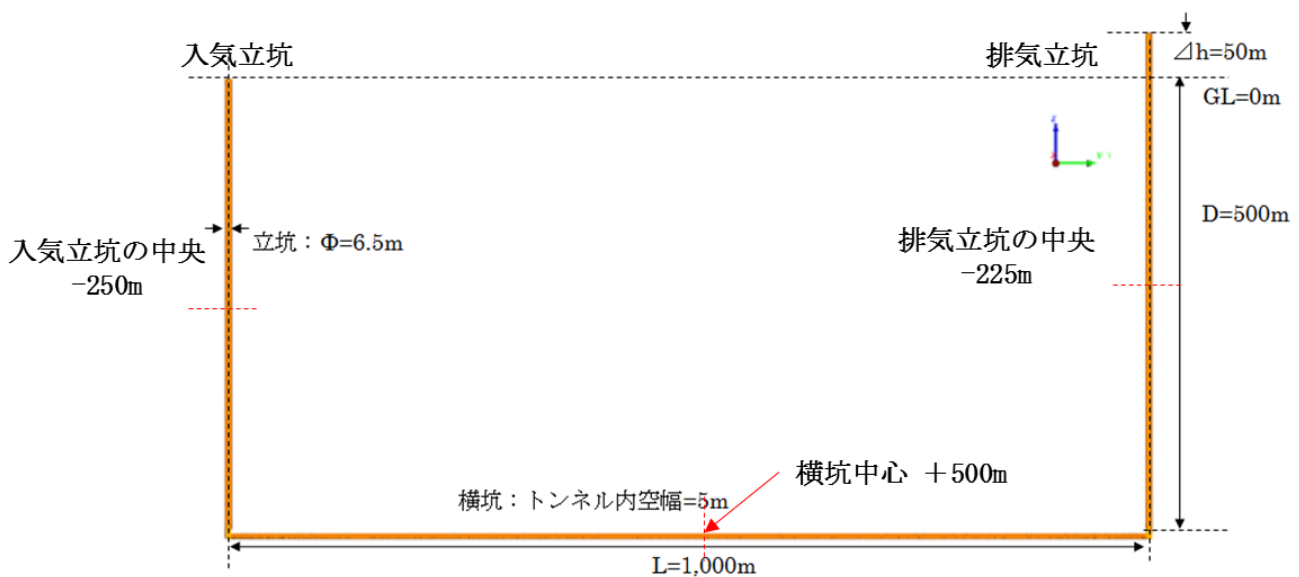 入気立坑
排気立坑
⊿h=50m
GL=0m
D=500m
立坑：Φ=6.5m
入気立坑の中央
-250m
排気立坑の中央
-225m
横坑中心 ＋500m
横坑：トンネル内空幅=5m
L=1,000m